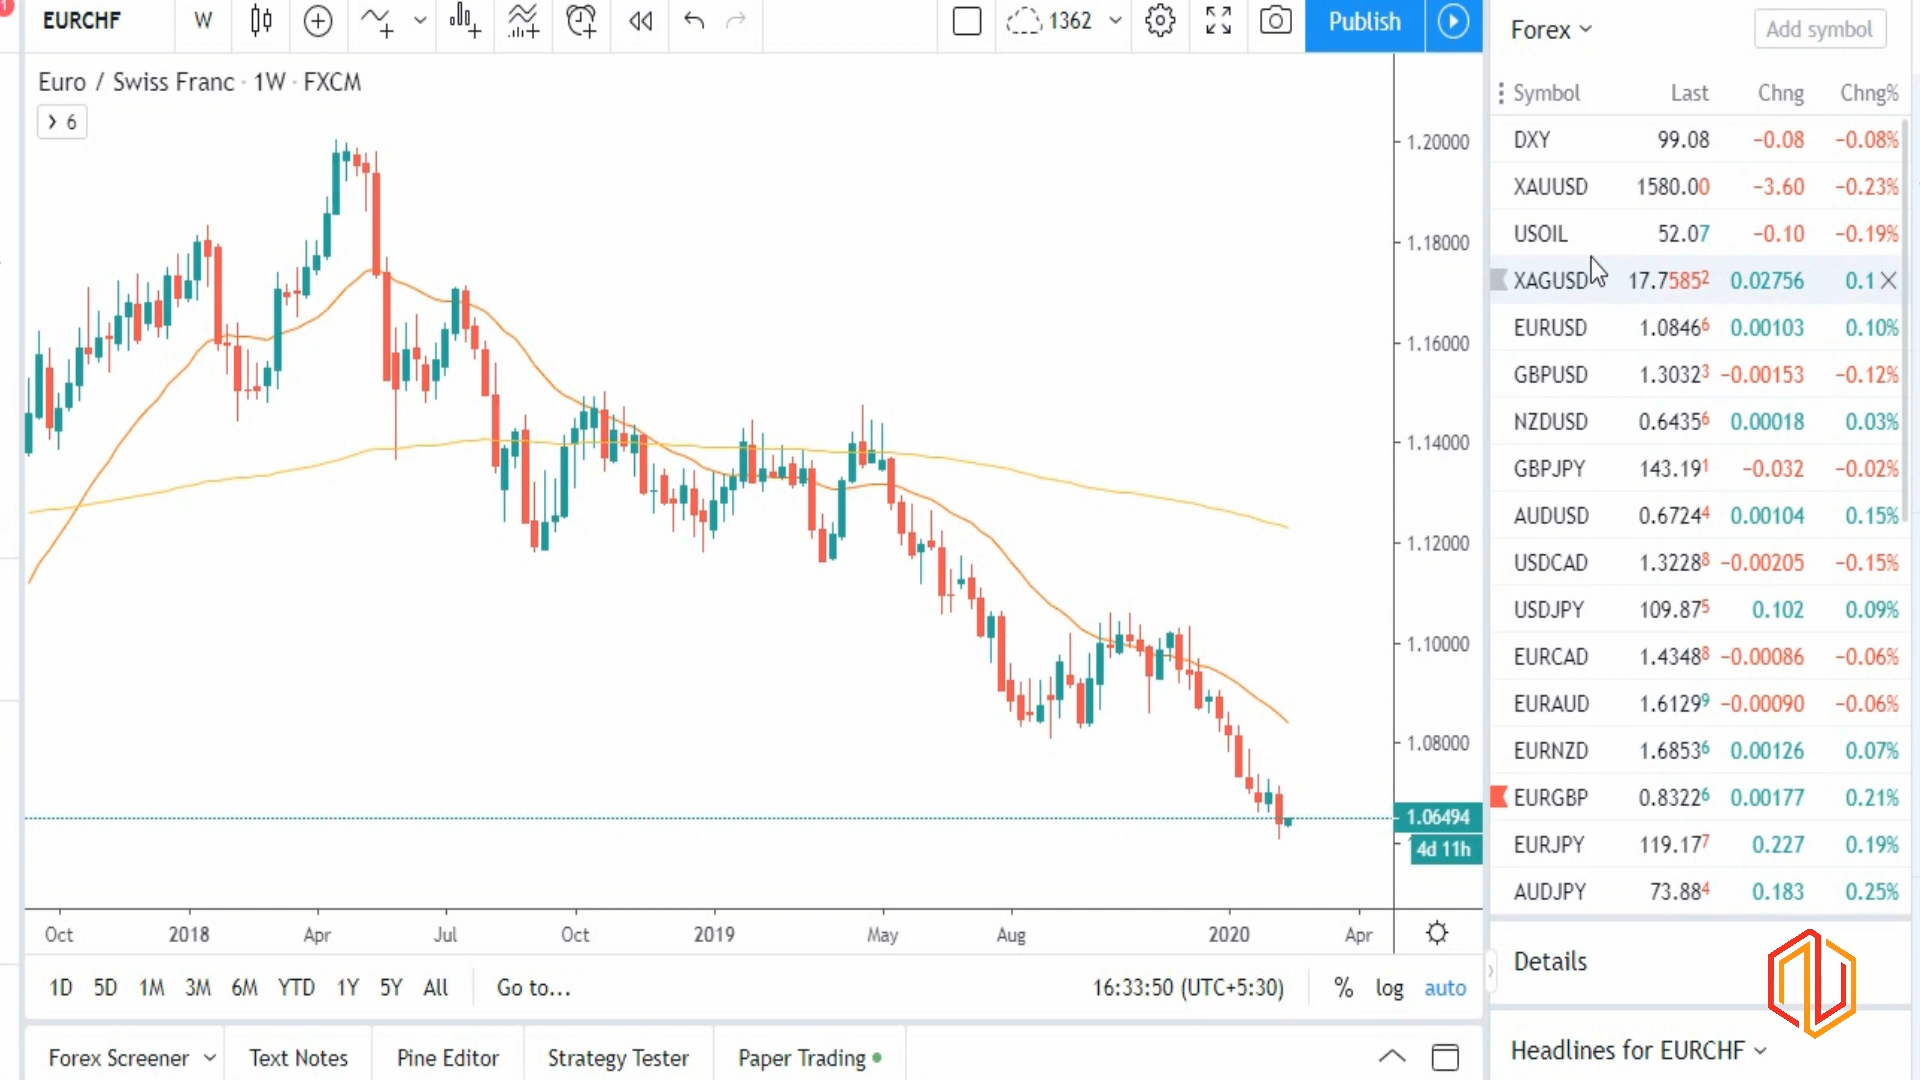 EURCHF W 1362 Publish
Euro / Swiss Franc · 1W · FXCM
6
1.20000
1.18000
1.16000
1.14000
1.12000
1.10000
1.08000
1.06494
4d 11h
Oct 2018 Apr Jul Oct 2019 May Aug 2020 Apr
1D 5D 1M 3M 6M YTD 1Y 5Y All Go to... 16:33:50 (UTC+5:30) % log auto
Forex Screener Text Notes Pine Editor Strategy Tester Paper Trading
Forex Add symbol
Symbol Last Chng Chng%
DXY 99.08 −0.08 −0.08%
XAUUSD 1580.00 −3.60 −0.23%
USOIL 52.07 −0.10 −0.19%
XAGUSD 17.75852 0.02756 0.1
EURUSD 1.08466 0.00103 0.10%
GBPUSD 1.30323 −0.00153 −0.12%
NZDUSD 0.64356 0.00018 0.03%
GBPJPY 143.191 −0.032 −0.02%
AUDUSD 0.67244 0.00104 0.15%
USDCAD 1.32288 −0.00205 −0.15%
USDJPY 109.875 0.102 0.09%
EURCAD 1.43488 −0.00086 −0.06%
EURAUD 1.61299 −0.00090 −0.06%
EURNZD 1.68536 0.00126 0.07%
EURGBP 0.83226 0.00177 0.21%
EURJPY 119.177 0.227 0.19%
AUDJPY 73.884 0.183 0.25%
Details
Headlines for EURCHF